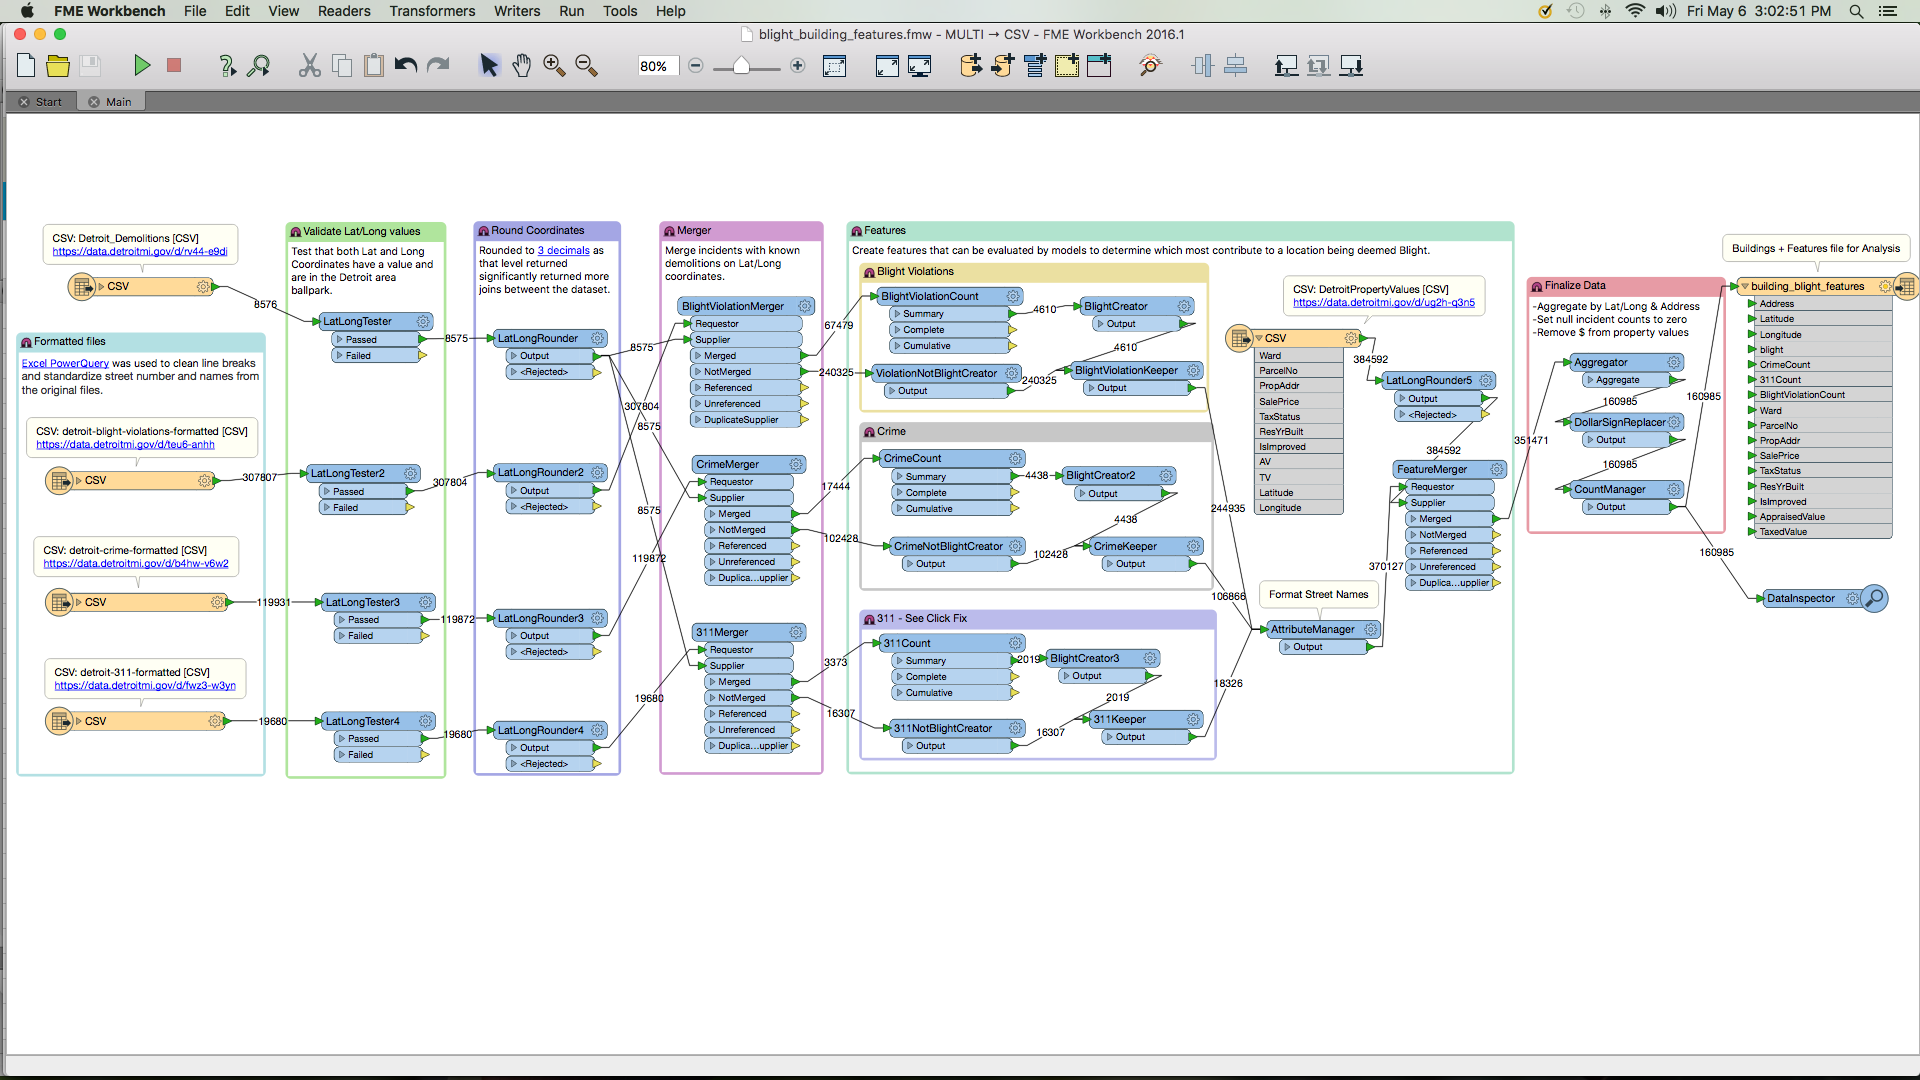 FME Workbench File Edit View Readers Transformers Writers Run Tools Help
Fri May 6 3:02:51 PM
blight_building_features.fmw - MULTI → CSV - FME Workbench 2016.1
80%
Start
Main
CSV: Detroit_Demolitions [CSV]
https://data.detroitmi.gov/d/rv44-e9di
CSV
8576
Formatted files
Excel PowerQuery was used to clean line breaks
and standardize street number and names from
the original files.
CSV: detroit-blight-violations-formatted [CSV]
https://data.detroitmi.gov/d/teu6-anhh
CSV
307807
CSV: detroit-crime-formatted [CSV]
https://data.detroitmi.gov/d/b4hw-v6w2
CSV
119931
CSV: detroit-311-formatted [CSV]
https://data.detroitmi.gov/d/fwz3-w3yn
CSV
19680
Validate Lat/Long values
Test that both Lat and Long
Coordinates have a value and
are in the Detroit area
ballpark.
LatLongTester
Passed
Failed
8575
LatLongTester2
Passed
Failed
307804
LatLongTester3
Passed
Failed
119872
LatLongTester4
Passed
Failed
19680
Round Coordinates
Rounded to 3 decimals as
that level returned
significantly returned more
joins betweent the dataset.
LatLongRounder
Output
<Rejected>
LatLongRounder2
Output
<Rejected>
LatLongRounder3
Output
<Rejected>
LatLongRounder4
Output
<Rejected>
8575
307804
8575
8575
119872
19680
Merger
Merge incidents with known
demolitions on Lat/Long
coordinates.
BlightViolationMerger
Requestor
Supplier
Merged
NotMerged
Referenced
Unreferenced
DuplicateSupplier
CrimeMerger
Requestor
Supplier
Merged
NotMerged
Referenced
Unreferenced
Duplica...upplier
311Merger
Requestor
Supplier
Merged
NotMerged
Referenced
Unreferenced
Duplica...upplier
67479
240325
17444
102428
3373
16307
Features
Create features that can be evaluated by models to determine which most contribute to a location being deemed Blight.
Blight Violations
BlightViolationCount
Summary
Complete
Cumulative
4610
BlightCreator
Output
4610
ViolationNotBlightCreator
Output
240325
BlightViolationKeeper
Output
Crime
CrimeCount
Summary
Complete
Cumulative
4438
BlightCreator2
Output
4438
CrimeNotBlightCreator
Output
102428
CrimeKeeper
Output
311 - See Click Fix
311Count
Summary
Complete
Cumulative
2019
BlightCreator3
Output
2019
311NotBlightCreator
Output
16307
311Keeper
Output
244935
106866
18326
CSV: DetroitPropertyValues [CSV]
https://data.detroitmi.gov/d/ug2h-q3n5
CSV
Ward
ParcelNo
PropAddr
SalePrice
TaxStatus
ResYrBuilt
IsImproved
AV
TV
Latitude
Longitude
384592
LatLongRounder5
Output
<Rejected>
384592
FeatureMerger
Requestor
Supplier
Merged
NotMerged
Referenced
Unreferenced
Duplica...upplier
370127
Format Street Names
AttributeManager
Output
351471
Finalize Data
-Aggregate by Lat/Long & Address
-Set null incident counts to zero
-Remove $ from property values
Aggregator
Aggregate
160985
DollarSignReplacer
Output
160985
CountManager
Output
160985
160985
Buildings + Features file for Analysis
building_blight_features
Address
Latitude
Longitude
blight
CrimeCount
311Count
BlightViolationCount
Ward
ParcelNo
PropAddr
SalePrice
TaxStatus
ResYrBuilt
IsImproved
AppraisedValue
TaxedValue
DataInspector